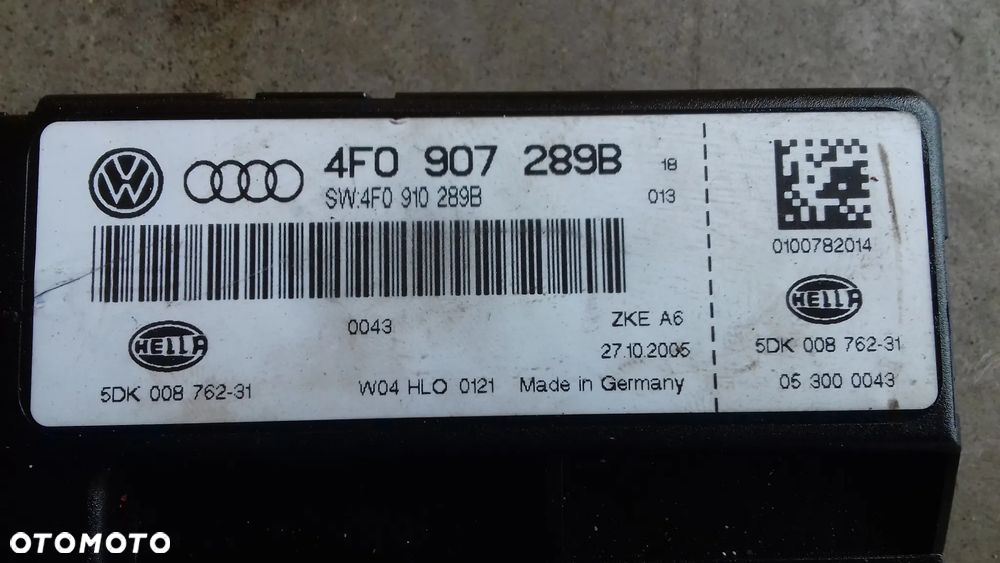 4F0 907 289B 18
SW:4F0 910 289B 013
0043
ZKE A6
27.10.2005
HELLA
5DK 008 762-31
W04 HLO 0121 Made in Germany
0100782014
HELLA
5DK 008 762-31
05 300 0043
OTOMOTO